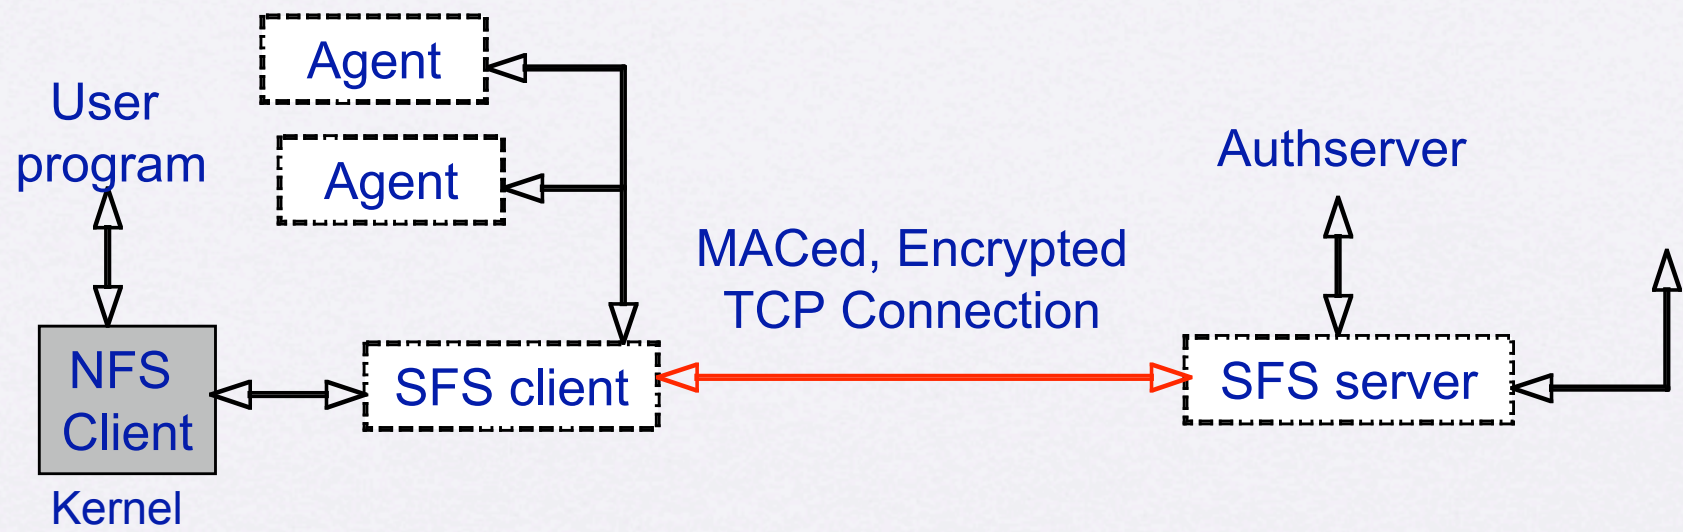 Agent
User
program
Agent
Authserver
MACed, Encrypted
TCP Connection
NFS
Client
SFS client
SFS server
Kernel